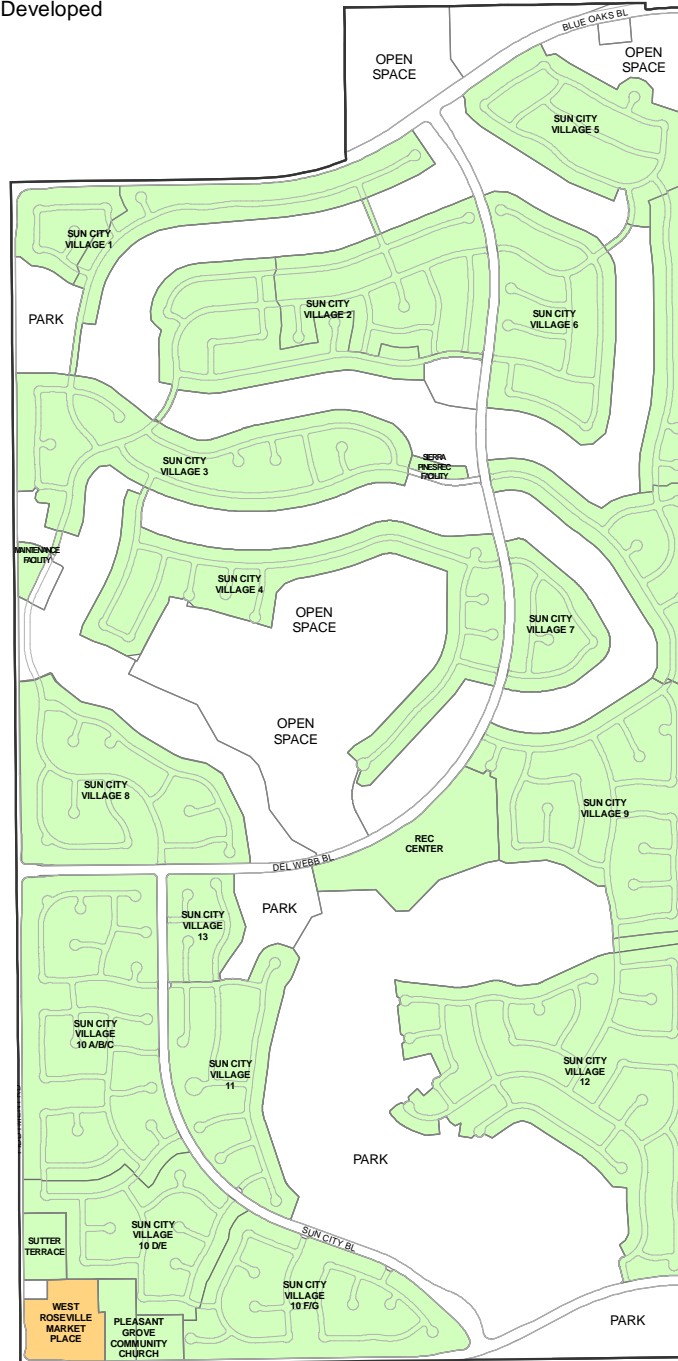 Developed
BLUE OAKS BL
OPEN
SPACE
OPEN
SPACE
SUN CITY
VILLAGE 5
SUN CITY
VILLAGE 1
SUN CITY
VILLAGE 2
SUN CITY
VILLAGE 6
PARK
SUN CITY
VILLAGE 3
SIERRA
PINES REC
FACILITY
MAINTENANCE
FACILITY
SUN CITY
VILLAGE 4
OPEN
SPACE
SUN CITY
VILLAGE 7
OPEN
SPACE
SUN CITY
VILLAGE 8
SUN CITY
VILLAGE 9
REC
CENTER
DEL WEBB BL
PARK
SUN CITY
VILLAGE
13
SUN CITY
VILLAGE
10 A/B/C
SUN CITY
VILLAGE
11
SUN CITY
VILLAGE
12
PARK
SUN CITY
VILLAGE
10 D/E
SUN CITY BL
SUTTER
TERRACE
SUN CITY
VILLAGE
10 F/G
WEST
ROSEVILLE
MARKET
PLACE
PLEASANT
GROVE
COMMUNITY
CHURCH
PARK